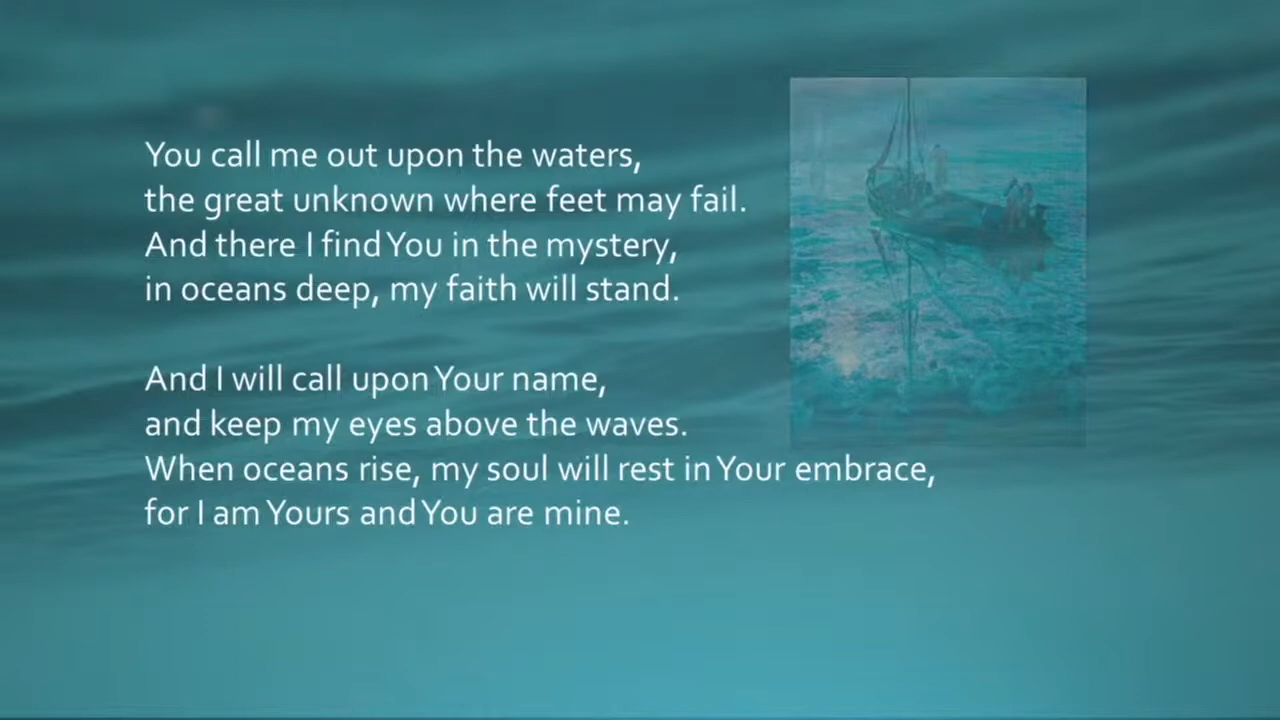 You call me out upon the waters,
the great unknown where feet may fail.
And there I find You in the mystery,
in oceans deep, my faith will stand.
And I will call upon Your name,
and keep my eyes above the waves.
When oceans rise, my soul will rest in Your embrace,
for I am Yours and You are mine.